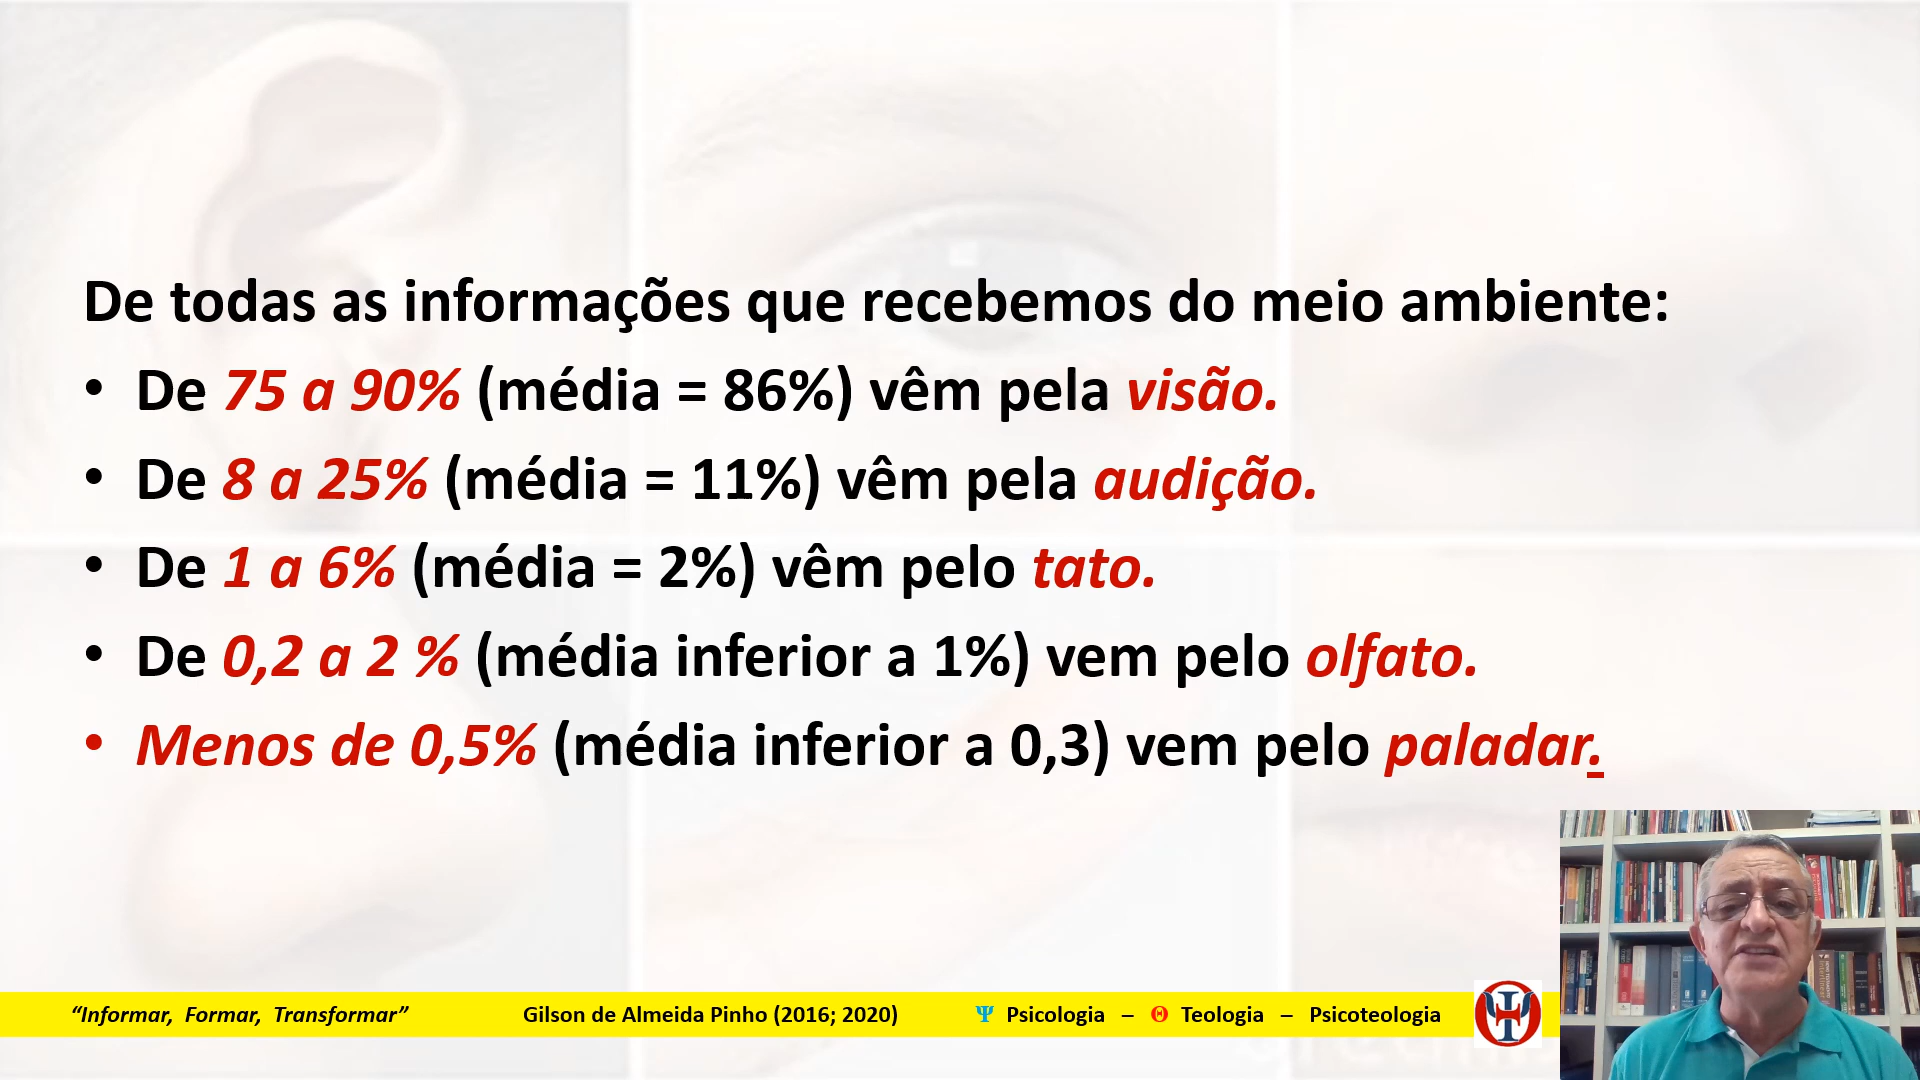 De todas as informações que recebemos do meio ambiente:
• De 75 a 90% (média = 86%) vêm pela visão.
• De 8 a 25% (média = 11%) vêm pela audição.
• De 1 a 6% (média = 2%) vêm pelo tato.
• De 0,2 a 2 % (média inferior a 1%) vem pelo olfato.
• Menos de 0,5% (média inferior a 0,3) vem pelo paladar.
“Informar, Formar, Transformar” Gilson de Almeida Pinho (2016; 2020) Ψ Psicologia – Θ Teologia – Psicoteologia